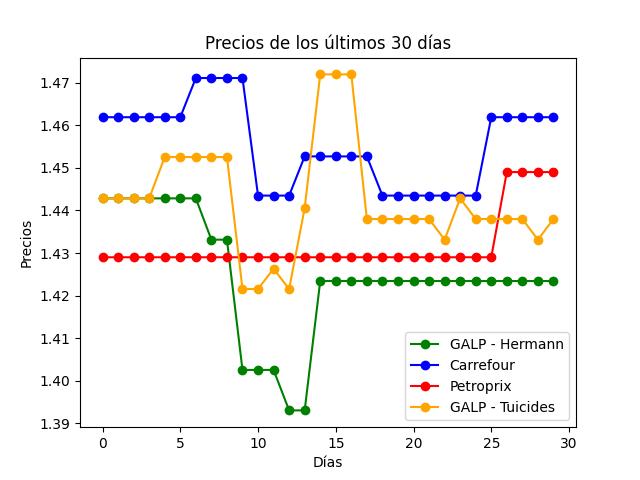 Precios de los últimos 30 días
Precios
1.47
1.46
1.45
1.44
1.43
1.42
1.41
1.40
1.39
0 5 10 15 20 25 30
Días
GALP - Hermann
Carrefour
Petroprix
GALP - Tuicides